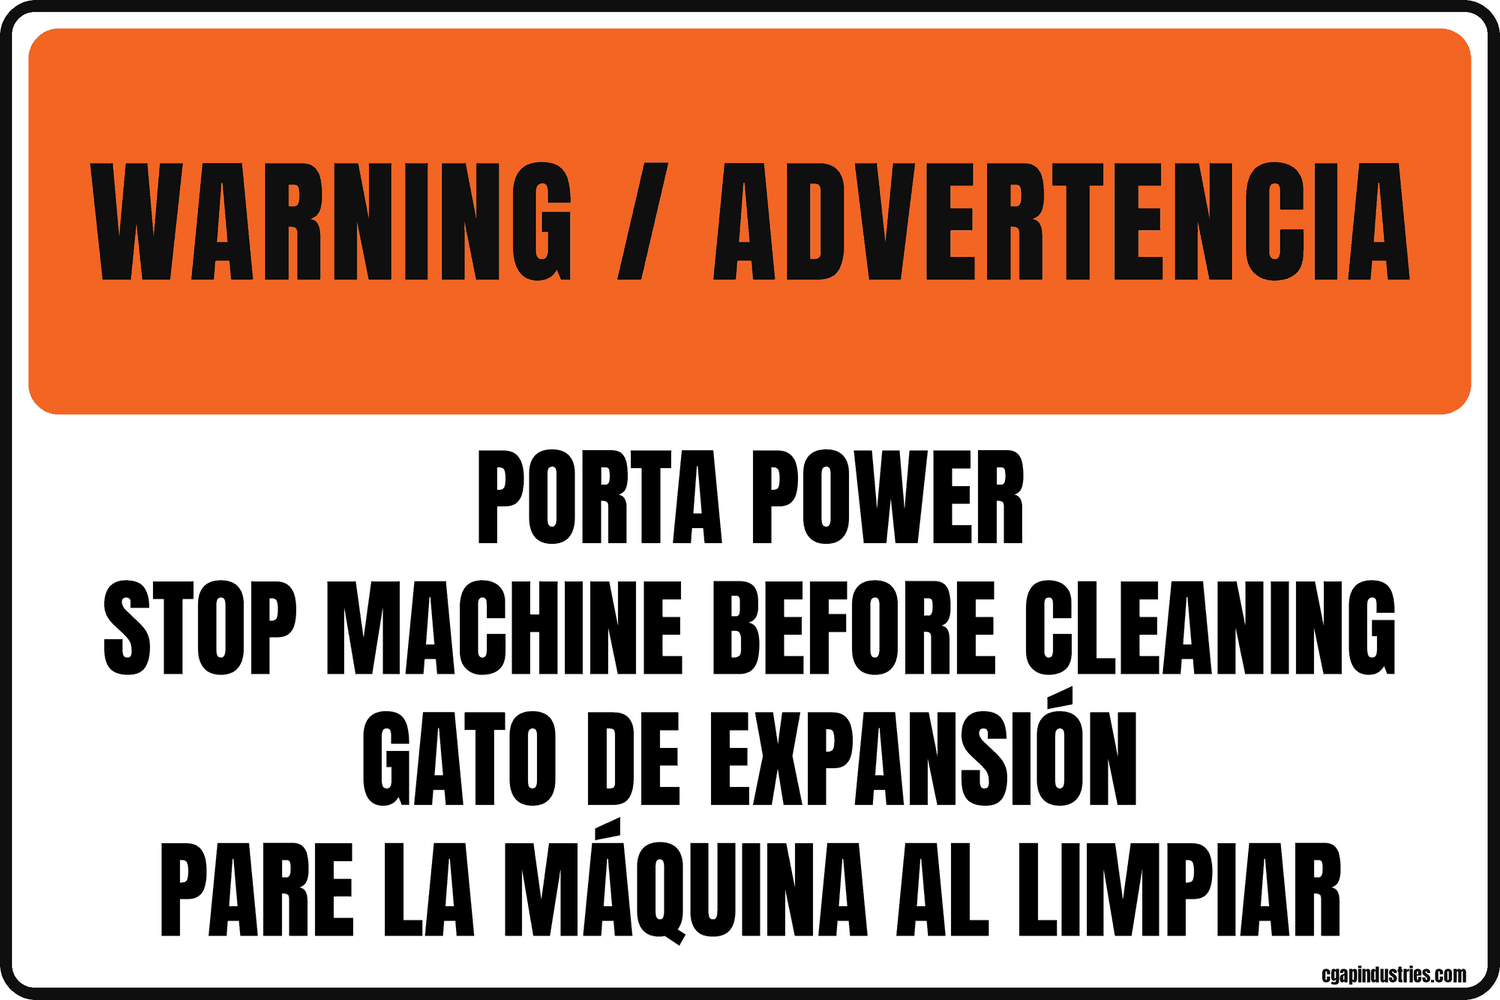 WARNING / ADVERTENCIA
PORTA POWER
STOP MACHINE BEFORE CLEANING
GATO DE EXPANSIÓN
PARE LA MÁQUINA AL LIMPIAR
cgapindustries.com